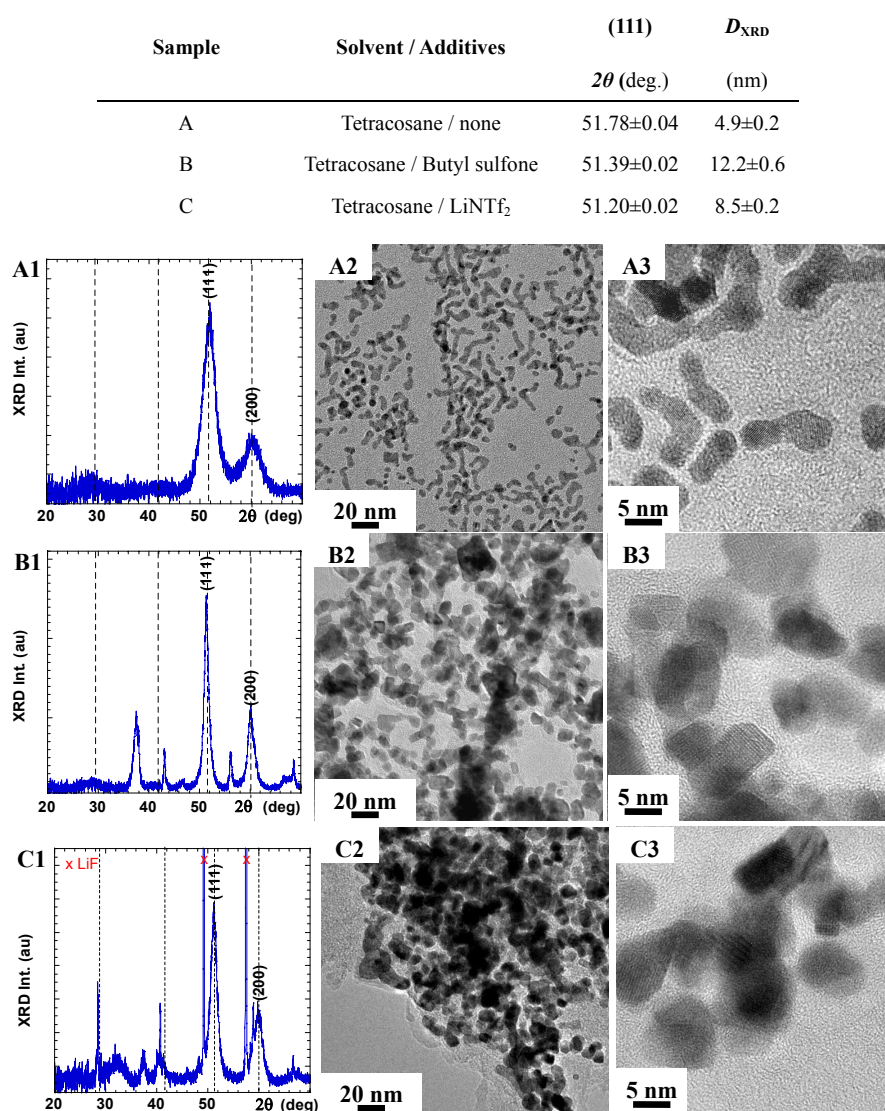 Sample Solvent / Additives (111) D_XRD
2θ (deg.) (nm)
A Tetracosane / none 51.78±0.04 4.9±0.2
B Tetracosane / Butyl sulfone 51.39±0.02 12.2±0.6
C Tetracosane / LiNTf₂ 51.20±0.02 8.5±0.2
A1
XRD Int. (au)
(111)
(200)
20 30 40 50 2θ (deg)
A2
20 nm
A3
5 nm
B1
XRD Int. (au)
(111)
(200)
20 30 40 50 2θ (deg)
B2
20 nm
B3
5 nm
C1
XRD Int. (au)
x LiF
x x
(111)
(200)
20 30 40 50 2θ (deg)
C2
20 nm
C3
5 nm